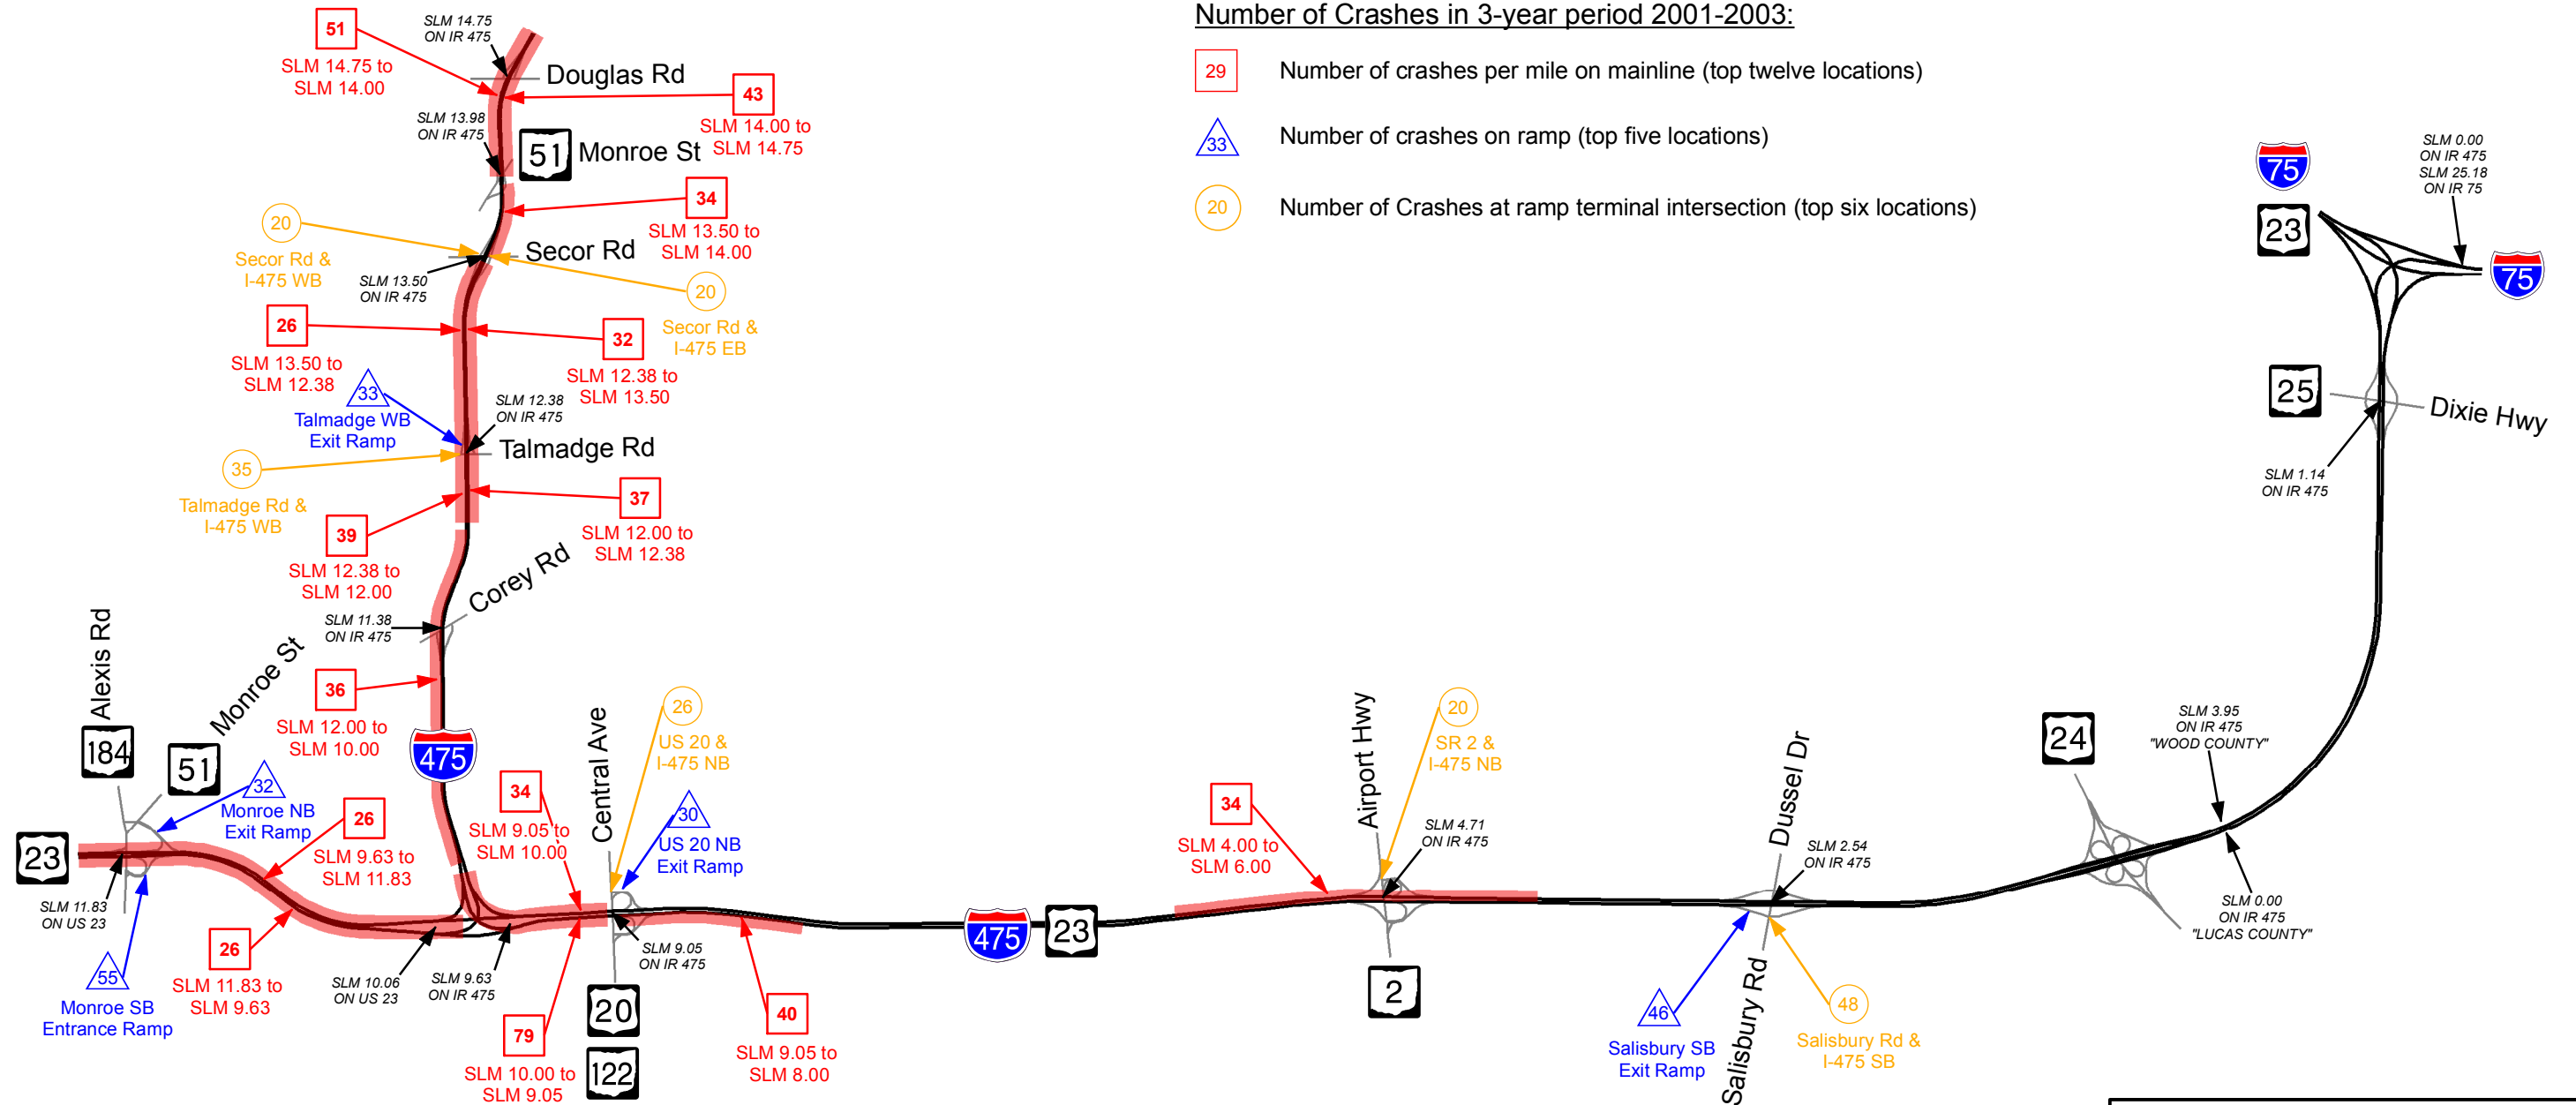 Number of Crashes in 3-year period 2001-2003:
29
Number of crashes per mile on mainline (top twelve locations)
33
Number of crashes on ramp (top five locations)
20
Number of Crashes at ramp terminal intersection (top six locations)
51
SLM 14.75 to
SLM 14.00
SLM 14.75
ON IR 475
Douglas Rd
43
SLM 14.00 to
SLM 14.75
SLM 13.98
ON IR 475
51
Monroe St
34
SLM 13.50 to
SLM 14.00
20
Secor Rd &
I-475 WB
Secor Rd
SLM 13.50
ON IR 475
20
Secor Rd &
I-475 EB
26
SLM 13.50 to
SLM 12.38
32
SLM 12.38 to
SLM 13.50
33
Talmadge WB
Exit Ramp
SLM 12.38
ON IR 475
Talmadge Rd
35
Talmadge Rd &
I-475 WB
37
SLM 12.00 to
SLM 12.38
39
SLM 12.38 to
SLM 12.00
Corey Rd
SLM 11.38
ON IR 475
36
SLM 12.00 to
SLM 10.00
475
Alexis Rd
184
Monroe St
51
32
Monroe NB
Exit Ramp
23
26
SLM 9.63 to
SLM 11.83
SLM 11.83
ON US 23
55
Monroe SB
Entrance Ramp
26
SLM 11.83 to
SLM 9.63
SLM 10.06
ON US 23
SLM 9.63
ON IR 475
34
SLM 9.05 to
SLM 10.00
79
SLM 10.00 to
SLM 9.05
Central Ave
26
US 20 &
I-475 NB
30
US 20 NB
Exit Ramp
SLM 9.05
ON IR 475
20
122
40
SLM 9.05 to
SLM 8.00
475
23
34
SLM 4.00 to
SLM 6.00
Airport Hwy
20
SR 2 &
I-475 NB
SLM 4.71
ON IR 475
2
Dussel Dr
SLM 2.54
ON IR 475
46
Salisbury SB
Exit Ramp
Salisbury Rd
48
Salisbury Rd &
I-475 SB
24
SLM 3.95
ON IR 475
"WOOD COUNTY"
SLM 0.00
ON IR 475
"LUCAS COUNTY"
75
23
SLM 0.00
ON IR 475
SLM 25.18
ON IR 75
75
25
Dixie Hwy
SLM 1.14
ON IR 475